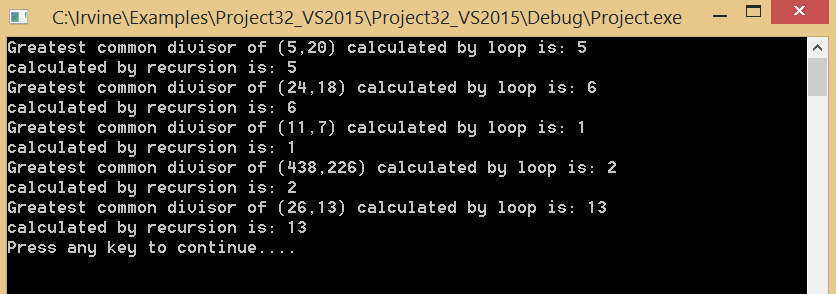 C:\Irvine\Examples\Project32_VS2015\Project32_VS2015\Debug\Project.exe
Greatest common divisor of (5,20) calculated by loop is: 5
calculated by recursion is: 5
Greatest common divisor of (24,18) calculated by loop is: 6
calculated by recursion is: 6
Greatest common divisor of (11,7) calculated by loop is: 1
calculated by recursion is: 1
Greatest common divisor of (438,226) calculated by loop is: 2
calculated by recursion is: 2
Greatest common divisor of (26,13) calculated by loop is: 13
calculated by recursion is: 13
Press any key to continue....